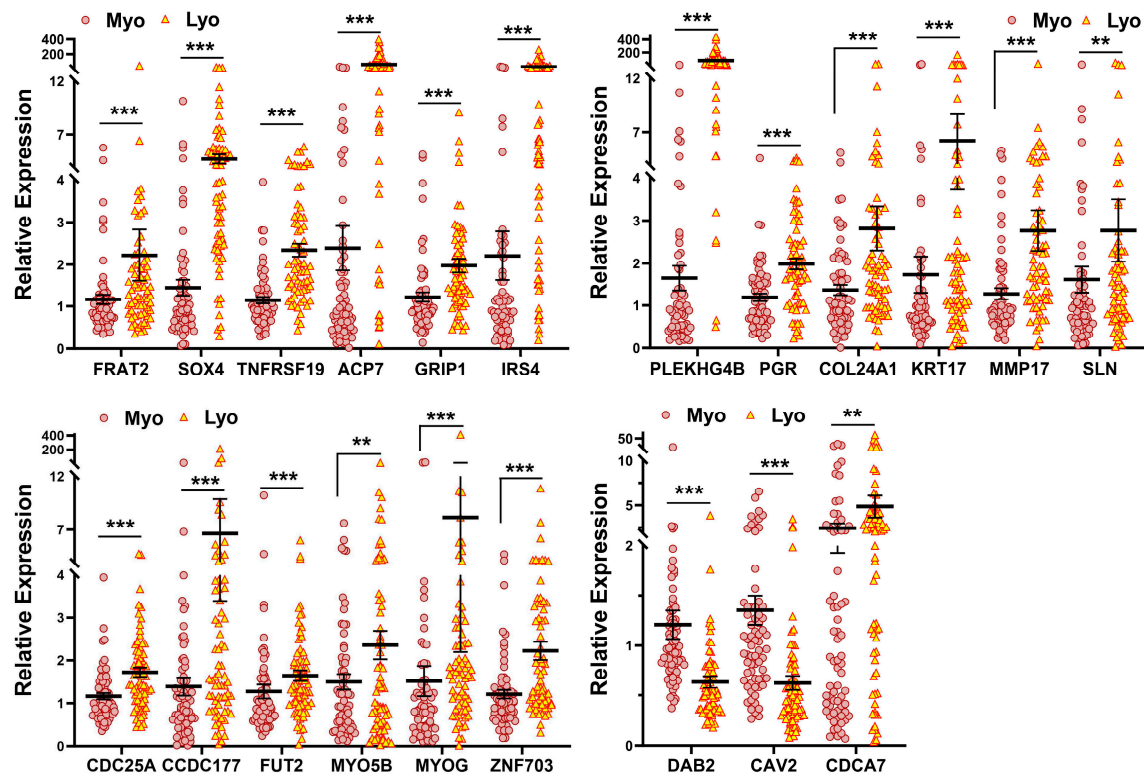 Myo Lyo
Relative Expression
400
200
12
7
4
3
2
1
0
*** *** *** *** *** ***
FRAT2 SOX4 TNFRSF19 ACP7 GRIP1 IRS4
Myo Lyo
Relative Expression
400
200
12
7
4
3
2
1
0
*** *** *** *** *** **
PLEKHG4B PGR COL24A1 KRT17 MMP17 SLN
Myo Lyo
Relative Expression
400
200
12
7
4
3
2
1
0
*** *** *** ** *** ***
CDC25A CCDC177 FUT2 MYO5B MYOG ZNF703
Myo Lyo
Relative Expression
50
10
5
2
1
0
*** *** **
DAB2 CAV2 CDCA7